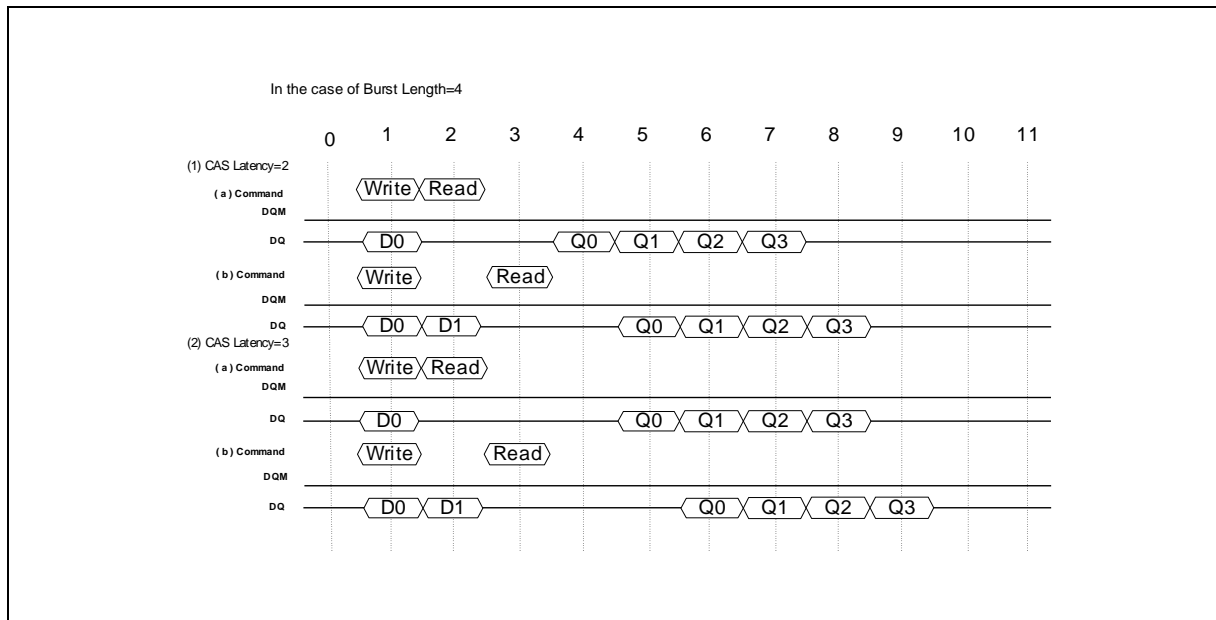 In the case of Burst Length=4
0 1 2 3 4 5 6 7 8 9 10 11
(1) CAS Latency=2
( a ) Command Write Read
DQM
DQ D0 Q0 Q1 Q2 Q3
( b ) Command Write Read
DQM
DQ D0 D1 Q0 Q1 Q2 Q3
(2) CAS Latency=3
( a ) Command Write Read
DQM
DQ D0 Q0 Q1 Q2 Q3
( b ) Command Write Read
DQM
DQ D0 D1 Q0 Q1 Q2 Q3